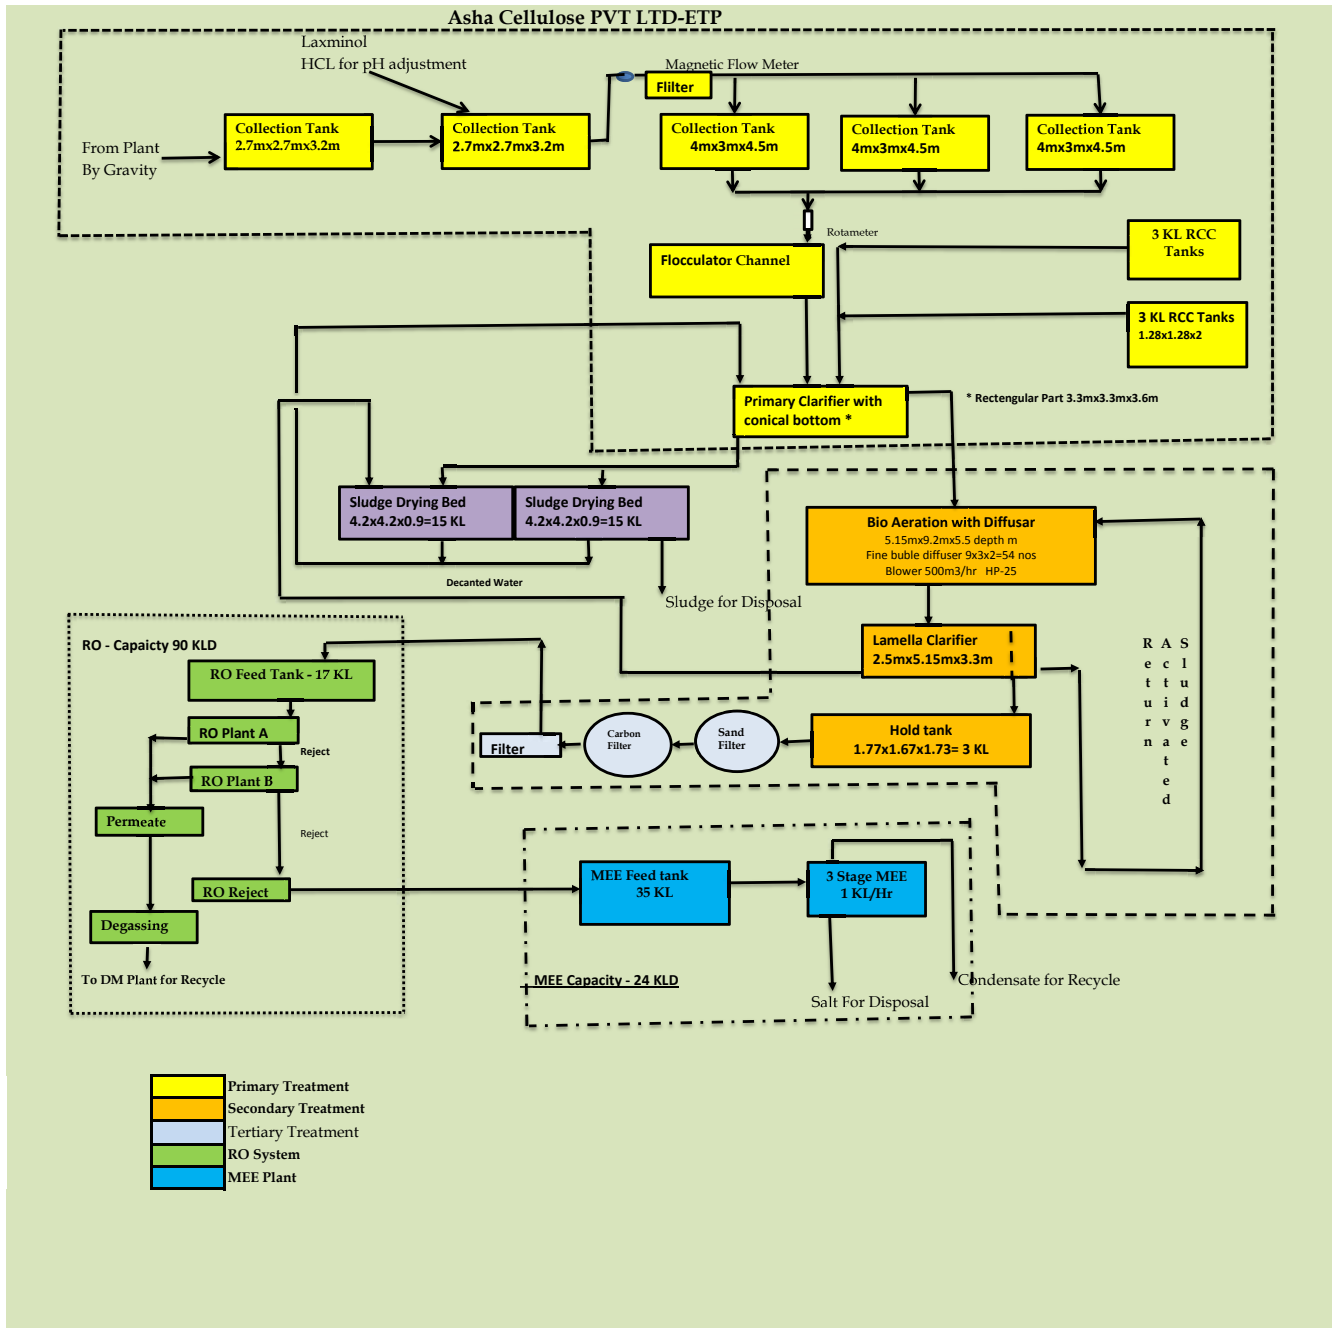 Asha Cellulose PVT LTD-ETP
Laxminol
HCL for pH adjustment
Magnetic Flow Meter
Flilter
From Plant
By Gravity
Collection Tank
2.7mx2.7mx3.2m
Collection Tank
2.7mx2.7mx3.2m
Collection Tank
4mx3mx4.5m
Collection Tank
4mx3mx4.5m
Collection Tank
4mx3mx4.5m
Rotameter
Flocculator Channel
3 KL RCC
Tanks
3 KL RCC Tanks
1.28x1.28x2
Primary Clarifier with
conical bottom *
* Rectengular Part 3.3mx3.3mx3.6m
Sludge Drying Bed
4.2x4.2x0.9=15 KL
Sludge Drying Bed
4.2x4.2x0.9=15 KL
Decanted Water
Sludge for Disposal
Bio Aeration with Diffusar
5.15mx9.2mx5.5 depth m
Fine buble diffuser 9x3x2=54 nos
Blower 500m3/hr HP-25
Lamella Clarifier
2.5mx5.15mx3.3m
Return
Activated
Sludge
Hold tank
1.77x1.67x1.73= 3 KL
Sand
Filter
Carbon
Filter
Filter
RO - Capaicty 90 KLD
RO Feed Tank - 17 KL
RO Plant A
Reject
RO Plant B
Permeate
Reject
RO Reject
Degassing
To DM Plant for Recycle
MEE Feed tank
35 KL
3 Stage MEE
1 KL/Hr
MEE Capacity - 24 KLD
Condensate for Recycle
Salt For Disposal
Primary Treatment
Secondary Treatment
Tertiary Treatment
RO System
MEE Plant